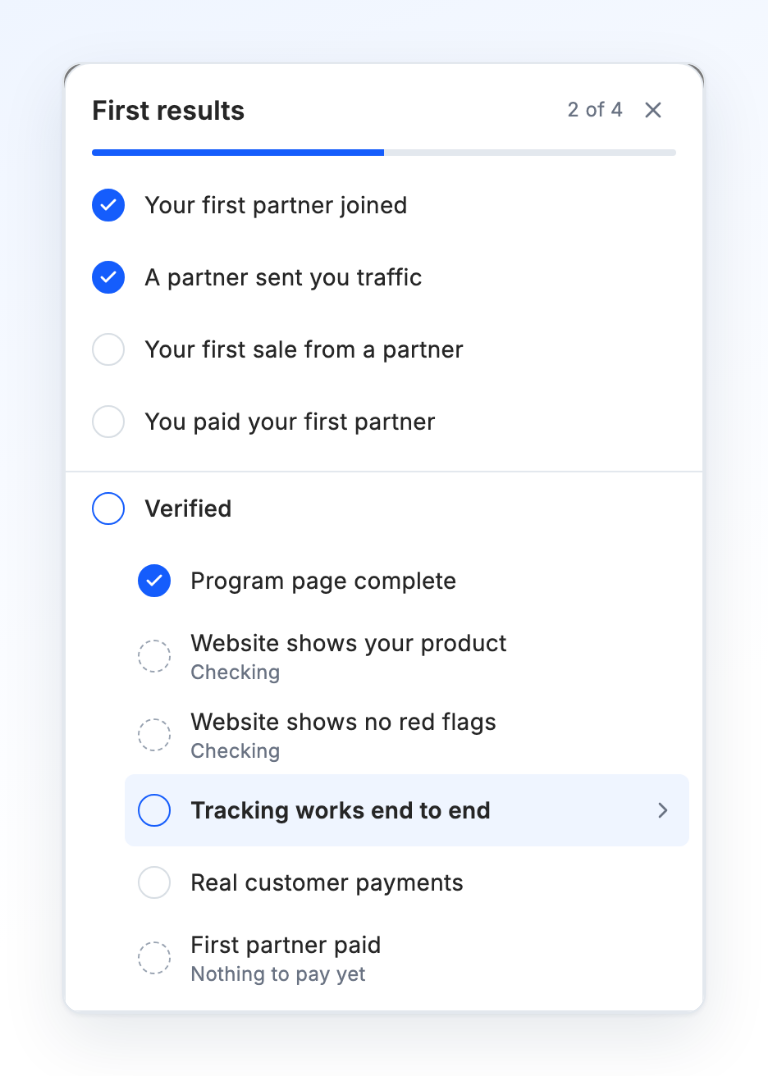 First results
2 of 4
Your first partner joined
A partner sent you traffic
Your first sale from a partner
You paid your first partner
Verified
Program page complete
Website shows your product
Checking
Website shows no red flags
Checking
Tracking works end to end
Real customer payments
First partner paid
Nothing to pay yet